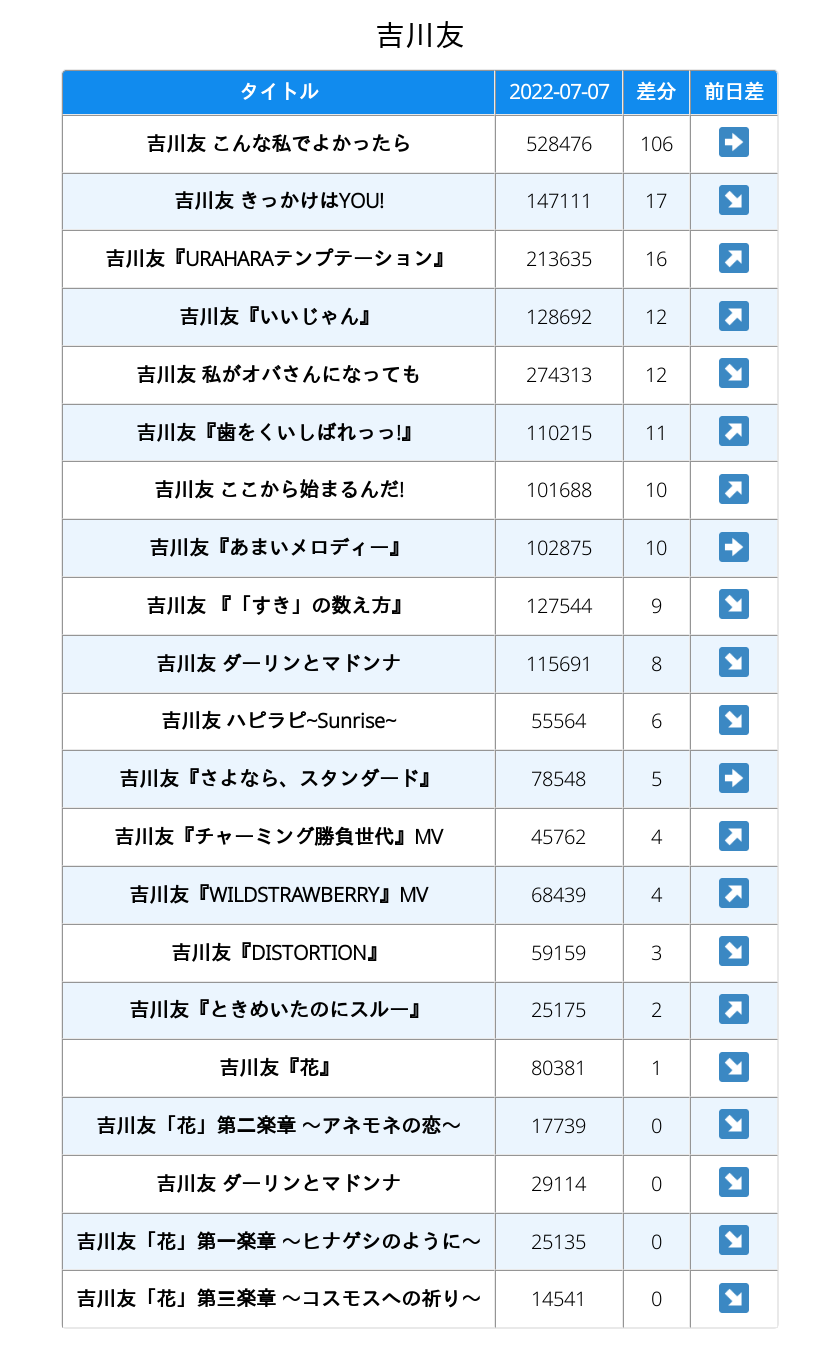 吉川友
タイトル 2022-07-07 差分 前日差
吉川友 こんな私でよかったら 528476 106 ➡
吉川友 きっかけはYOU! 147111 17 ↘
吉川友『URAHARAテンプテーション』 213635 16 ↗
吉川友『いいじゃん』 128692 12 ↗
吉川友 私がオバさんになっても 274313 12 ↘
吉川友『歯をくいしばれっっ!』 110215 11 ↗
吉川友 ここから始まるんだ! 101688 10 ↗
吉川友『あまいメロディー』 102875 10 ➡
吉川友 『「すき」の数え方』 127544 9 ↘
吉川友 ダーリンとマドンナ 115691 8 ↘
吉川友 ハピラピ~Sunrise~ 55564 6 ↘
吉川友『さよなら、スタンダード』 78548 5 ➡
吉川友『チャーミング勝負世代』MV 45762 4 ↗
吉川友『WILDSTRAWBERRY』MV 68439 4 ↗
吉川友『DISTORTION』 59159 3 ↘
吉川友『ときめいたのにスルー』 25175 2 ↗
吉川友『花』 80381 1 ↘
吉川友「花」第二楽章 ～アネモネの恋～ 17739 0 ↘
吉川友 ダーリンとマドンナ 29114 0 ↘
吉川友「花」第一楽章 ～ヒナゲシのように～ 25135 0 ↘
吉川友「花」第三楽章 ～コスモスへの祈り～ 14541 0 ↘